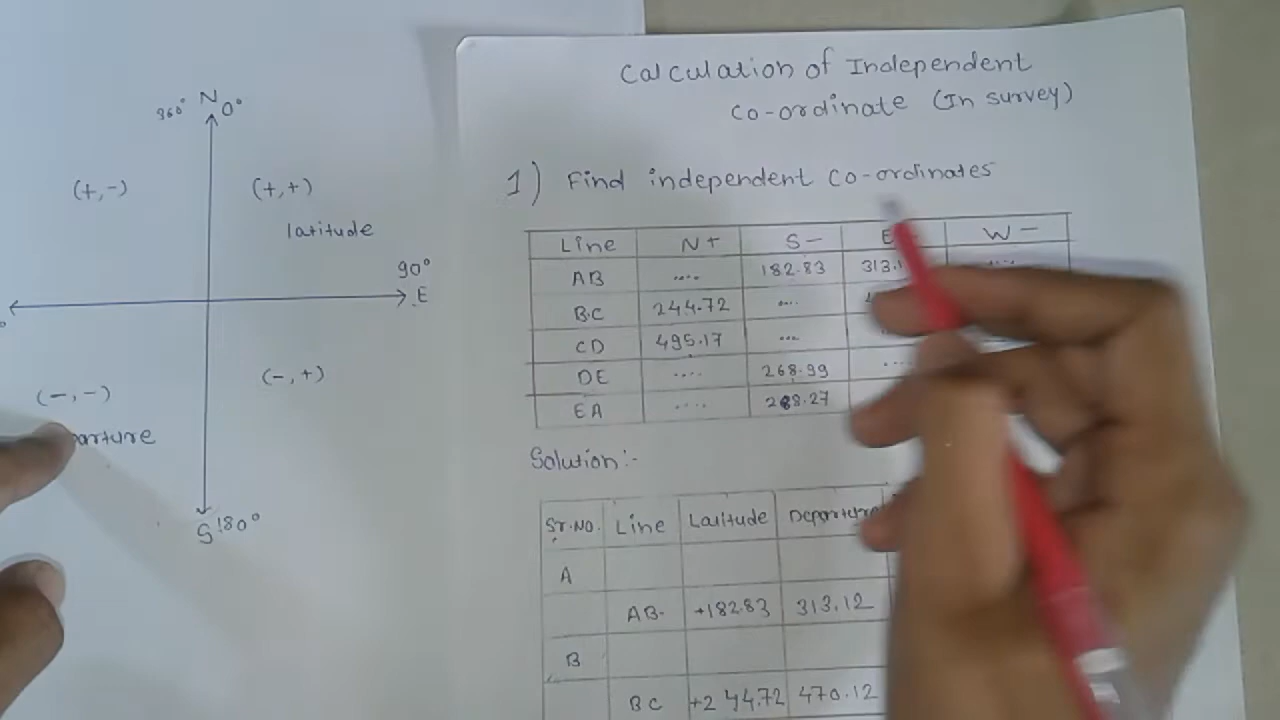 N
360° 0°
(+,-) (+,+)
latitude
90°
E
(-,-) (-,+)
S 180°
Calculation of Independent
Co-ordinate (In survey)
1) Find independent Co-ordinates
Line N+ S- E W-
AB .... 182.83 ....
BC 244.72 ....
CD 495.17 ...
DE .... 268.99 ....
EA .... 288.27
Solution:-
Sr.No. Line Latitude Departure
A
AB- +182.83 313.12
B
BC +244.72 470.12